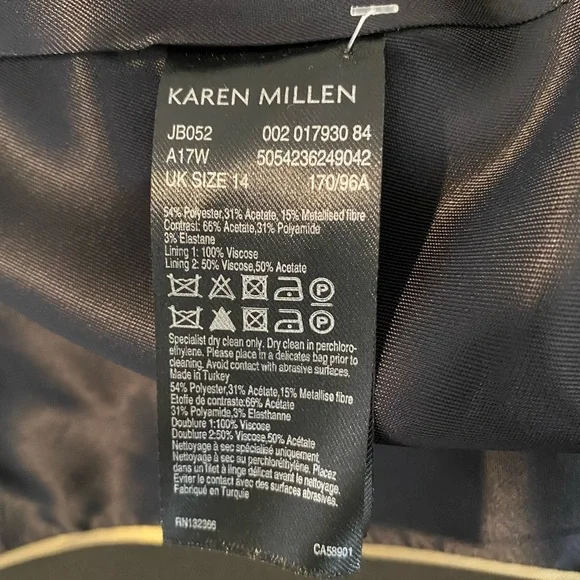 KAREN MILLEN
JB052 002 017930 84
A17W 5054236249042
UK SIZE 14 170/96A
54% Polyester,31% Acetate, 15% Metallised fibre
Contrast: 66% Acetate,31% Polyamide
3% Elastane
Lining 1: 100% Viscose
Lining 2: 50% Viscose,50% Acetate
P
P
Specialist dry clean only. Dry clean in perchloro-
ethylene. Please place in a delicates bag prior to
cleaning. Avoid contact with abrasive surfaces.
Made in Turkey
54% Polyester,31% Acétate,15% Metallise fibre
Etoffe de contraste:66% Acétate
31% Polyamide,3% Elasthanne
Doublure 1:100% Viscose
Doublure 2:50% Viscose,50% Acétate
Nettoyage à sec spécialisé uniquement.
Nettoyage à sec au perchloréthylène. Placez
dans un filet à linge délicat avant le nettoyage.
Eviter le contact avec des surfaces abrasives.
Fabriqué en Turquie
RN132366
CA58901